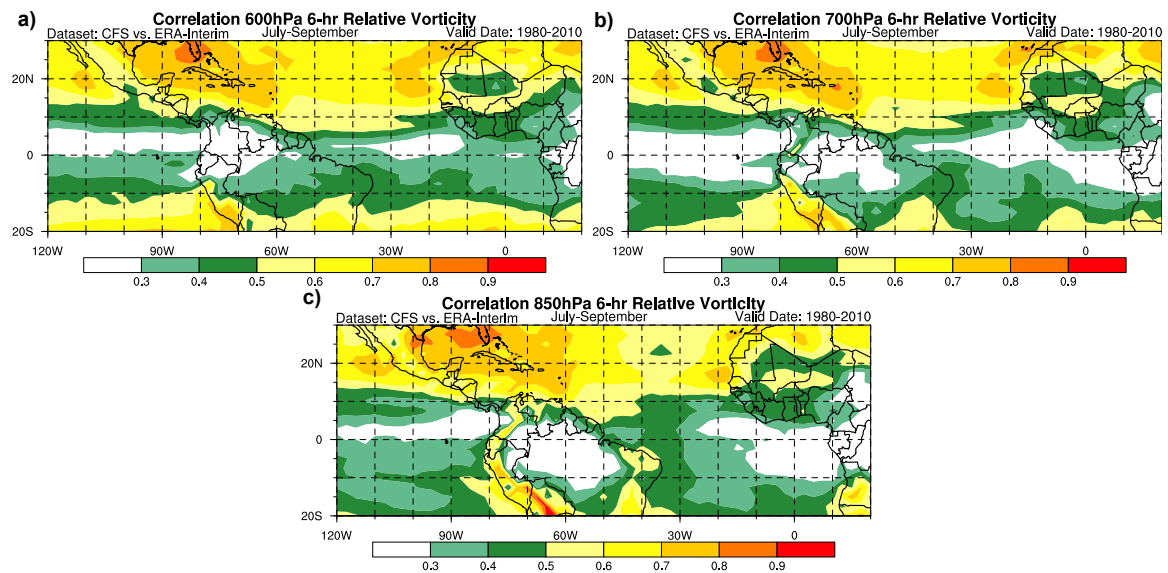 a)
Correlation 600hPa 6-hr Relative Vorticity
Dataset: CFS vs. ERA-Interim July-September Valid Date: 1980-2010
20N
0
20S
120W 90W 60W 30W 0
0.3 0.4 0.5 0.6 0.7 0.8 0.9
b)
Correlation 700hPa 6-hr Relative Vorticity
Dataset: CFS vs. ERA-Interim July-September Valid Date: 1980-2010
20N
0
20S
120W 90W 60W 30W 0
0.3 0.4 0.5 0.6 0.7 0.8 0.9
c)
Correlation 850hPa 6-hr Relative Vorticity
Dataset: CFS vs. ERA-Interim July-September Valid Date: 1980-2010
20N
0
20S
120W 90W 60W 30W 0
0.3 0.4 0.5 0.6 0.7 0.8 0.9